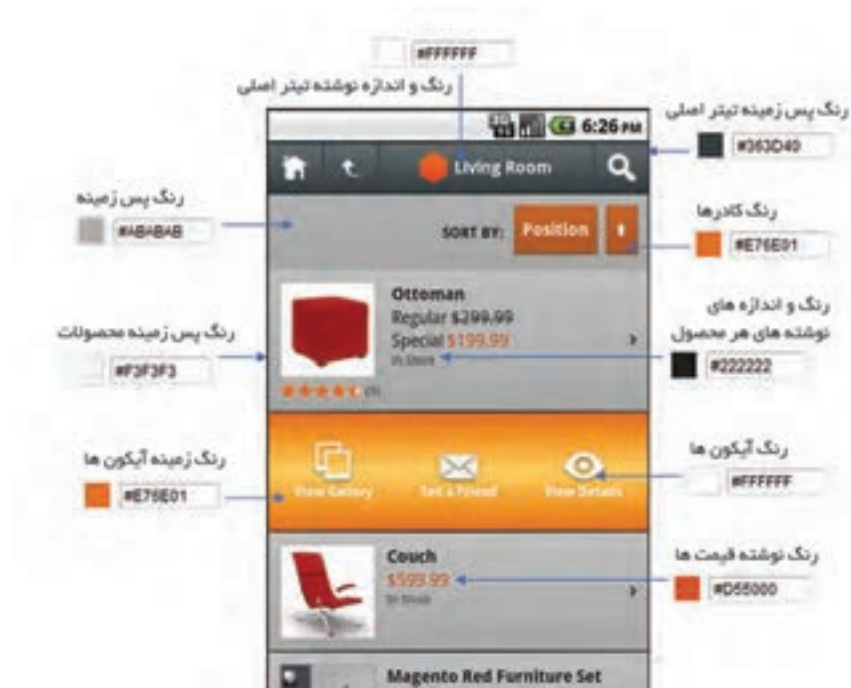 #FFFFFF
رنگ و اندازه نوشته تیتر اصلی
رنگ پس زمینه تیتر اصلی
#363D40
6:26 PM
Living Room
رنگ پس زمینه
#ABABAB
SORT BY:
Position
رنگ کادرها
#E76E01
Ottoman
Regular $299.99
Special $199.99
In Stock
رنگ و اندازه های
نوشته های هر محصول
#222222
رنگ پس زمینه محصولات
#F3F3F3
View Gallery
Tell a Friend
View Details
رنگ آیکون ها
#FFFFFF
رنگ زمینه آیکون ها
#E76E01
Couch
$599.99
In Stock
رنگ نوشته قیمت ها
#D55000
Magento Red Furniture Set